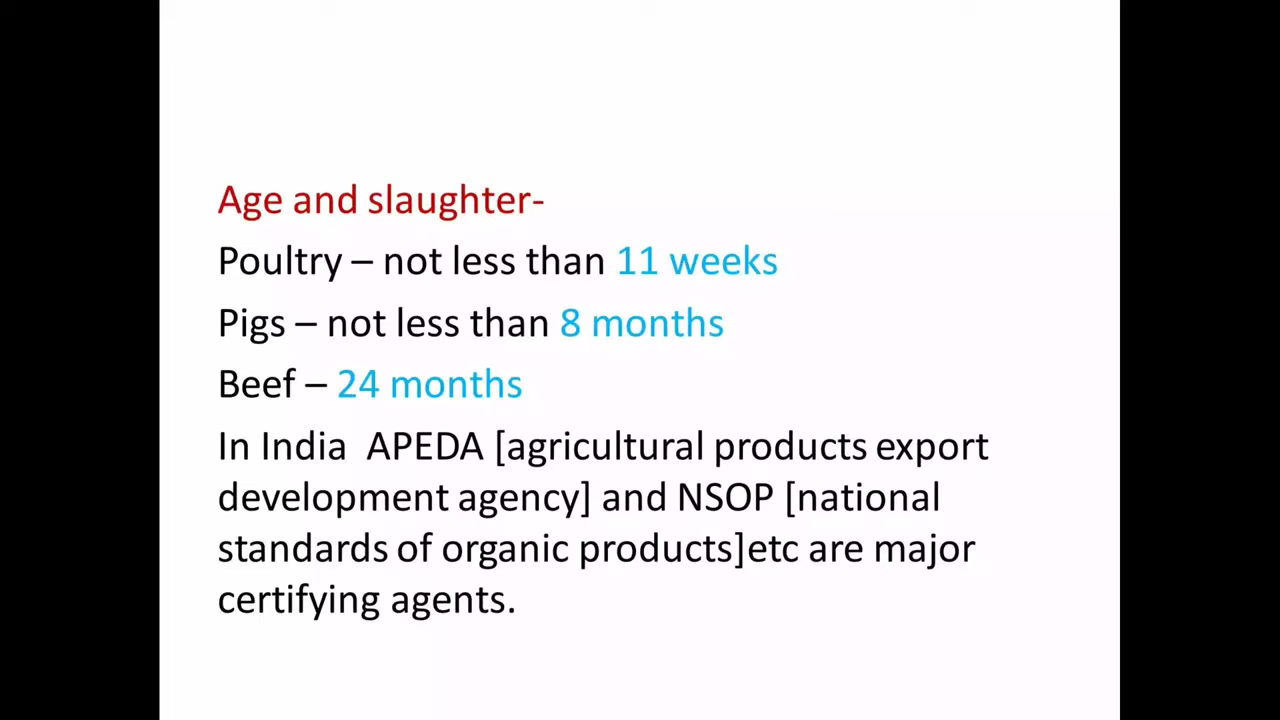 Age and slaughter-
Poultry – not less than 11 weeks
Pigs – not less than 8 months
Beef – 24 months
In India  APEDA [agricultural products export
development agency] and NSOP [national
standards of organic products]etc are major
certifying agents.